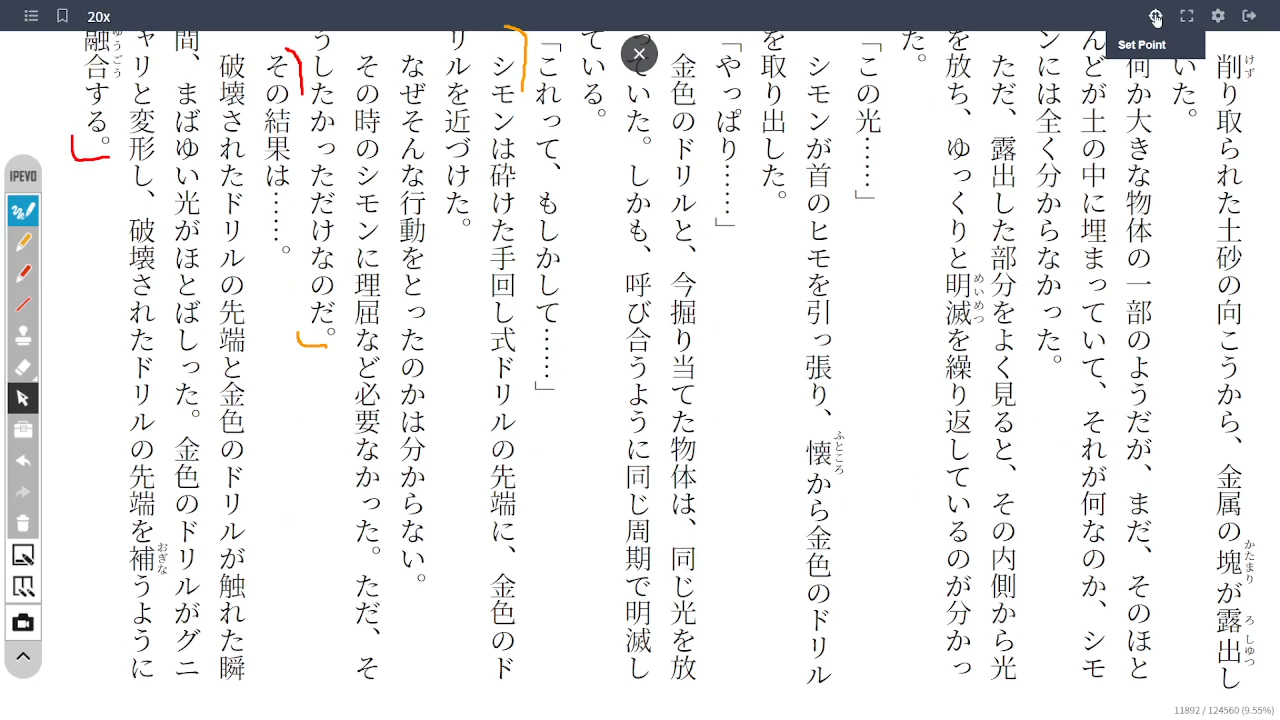 20x
Set Point
IPEVO
削り取られた土砂の向こうから、金属の塊が露出し
いた。
何か大きな物体の一部のようだが、まだ、そのほと
んどが土の中に埋まっていて、それが何なのか、シモ
ンには全く分からなかった。
ただ、露出した部分をよく見ると、その内側から光
を放ち、ゆっくりと明滅を繰り返しているのが分かっ
た。
「この光……」
シモンが首のヒモを引っ張り、懐から金色のドリル
を取り出した。
「やっぱり……」
金色のドリルと、今掘り当てた物体は、同じ光を放
っていた。しかも、呼び合うように同じ周期で明滅し
ている。
「これって、もしかして……」
シモンは砕けた手回し式ドリルの先端に、金色のド
リルを近づけた。
なぜそんな行動をとったのかは分からない。
その時のシモンに理屈など必要なかった。ただ、そ
うしたかっただけなのだ。
その結果は……。
破壊されたドリルの先端と金色のドリルが触れた瞬
間、まばゆい光がほとばしった。金色のドリルがグニ
ャリと変形し、破壊されたドリルの先端を補うように
融合する。
11892 / 124560 (9.55%)